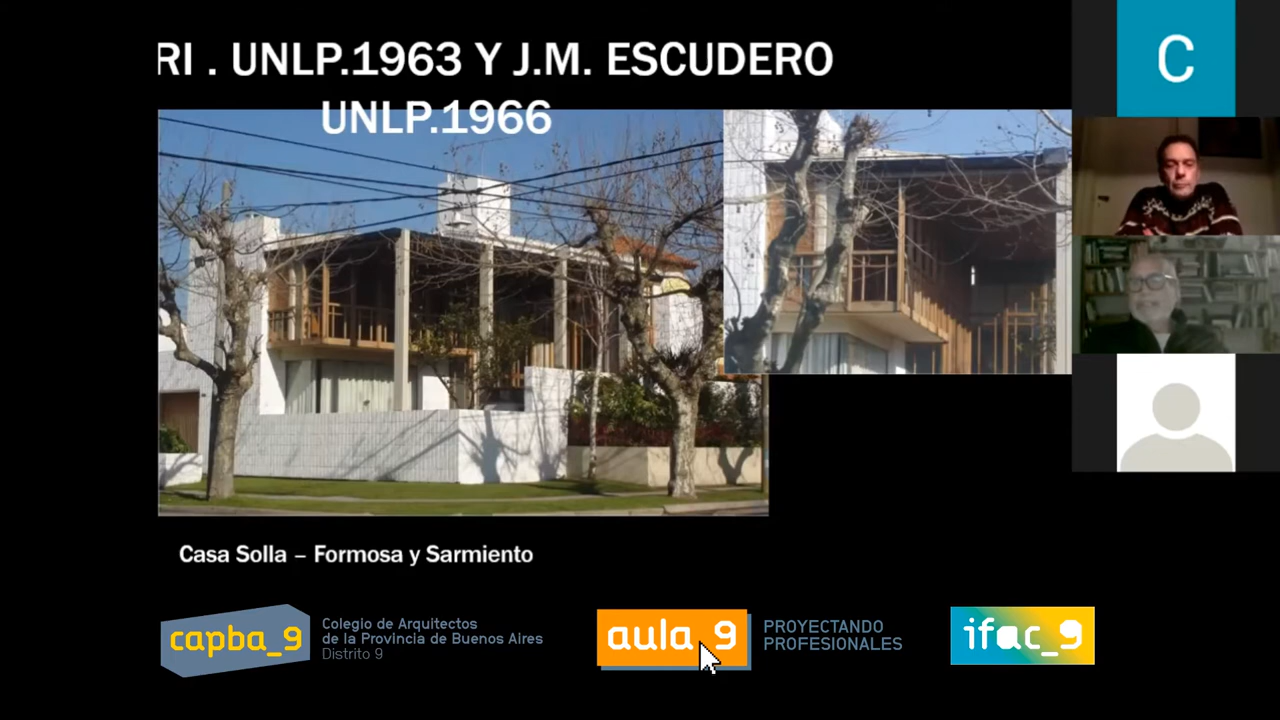 RI . UNLP.1963 Y J.M. ESCUDERO
UNLP.1966
C
Casa Solla – Formosa y Sarmiento
capba_9
Colegio de Arquitectos
de la Provincia de Buenos Aires
Distrito 9
aula_9
PROYECTANDO
PROFESIONALES
ifac_9